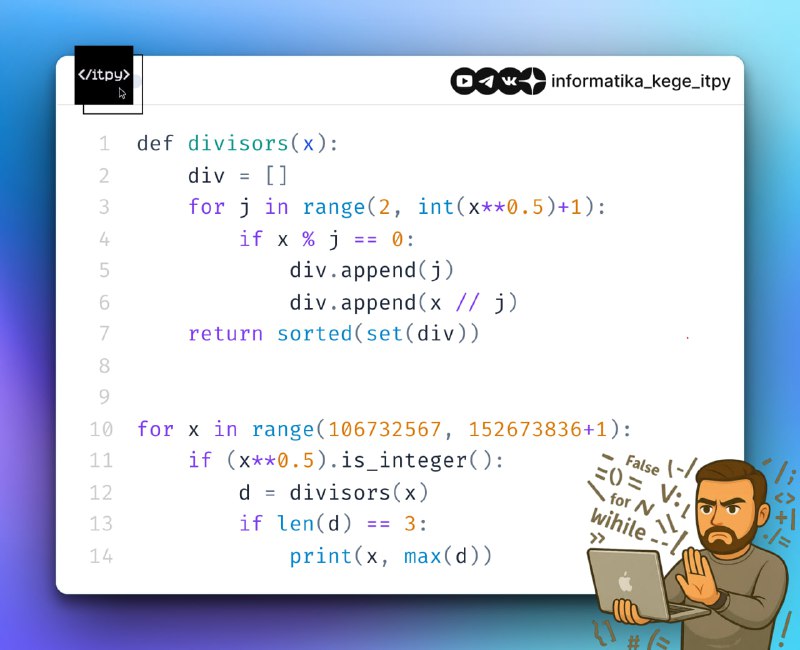 </itpy>
informatika_kege_itpy
1 def divisors(x):
2     div = []
3     for j in range(2, int(x**0.5)+1):
4         if x % j == 0:
5             div.append(j)
6             div.append(x // j)
7     return sorted(set(div))
8
9
10 for x in range(106732567, 152673836+1):
11     if (x**0.5).is_integer():
12         d = divisors(x)
13         if len(d) == 3:
14             print(x, max(d))
False
for
wihile